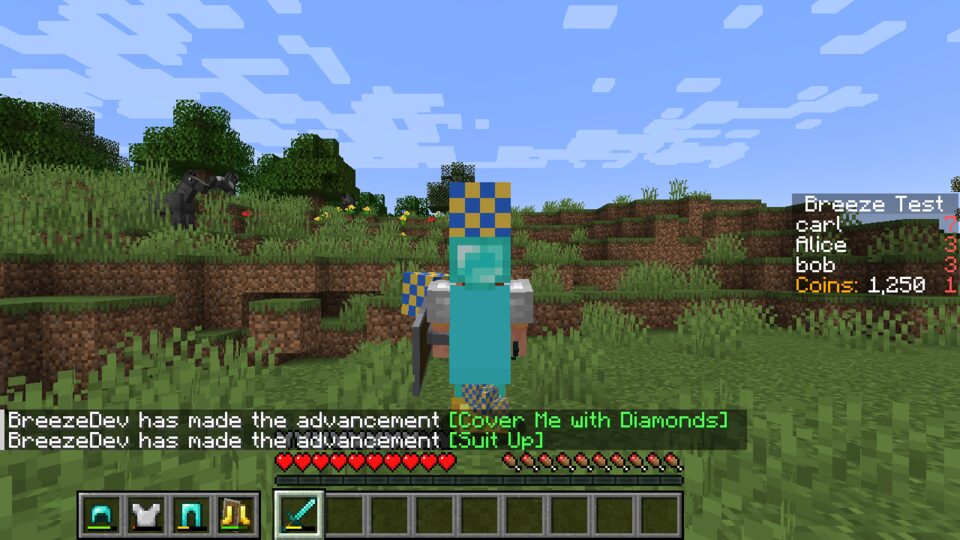 Breeze Test
carl 7
Alice 3
bob 3
Coins: 1,250 1
BreezeDev has made the advancement [Cover Me with Diamonds]
BreezeDev has made the advancement [Suit Up]